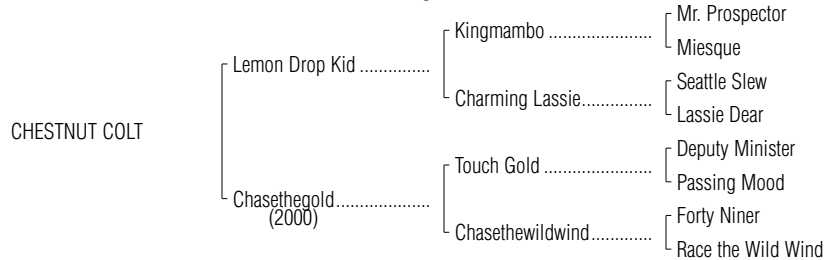 Mr. Prospector
Kingmambo ......................
Miesque
Lemon Drop Kid ...............
Seattle Slew
Charming Lassie...............
Lassie Dear
CHESTNUT COLT
Deputy Minister
Touch Gold .......................
Passing Mood
Chasethegold....................
(2000)
Forty Niner
Chasethewildwind.............
Race the Wild Wind